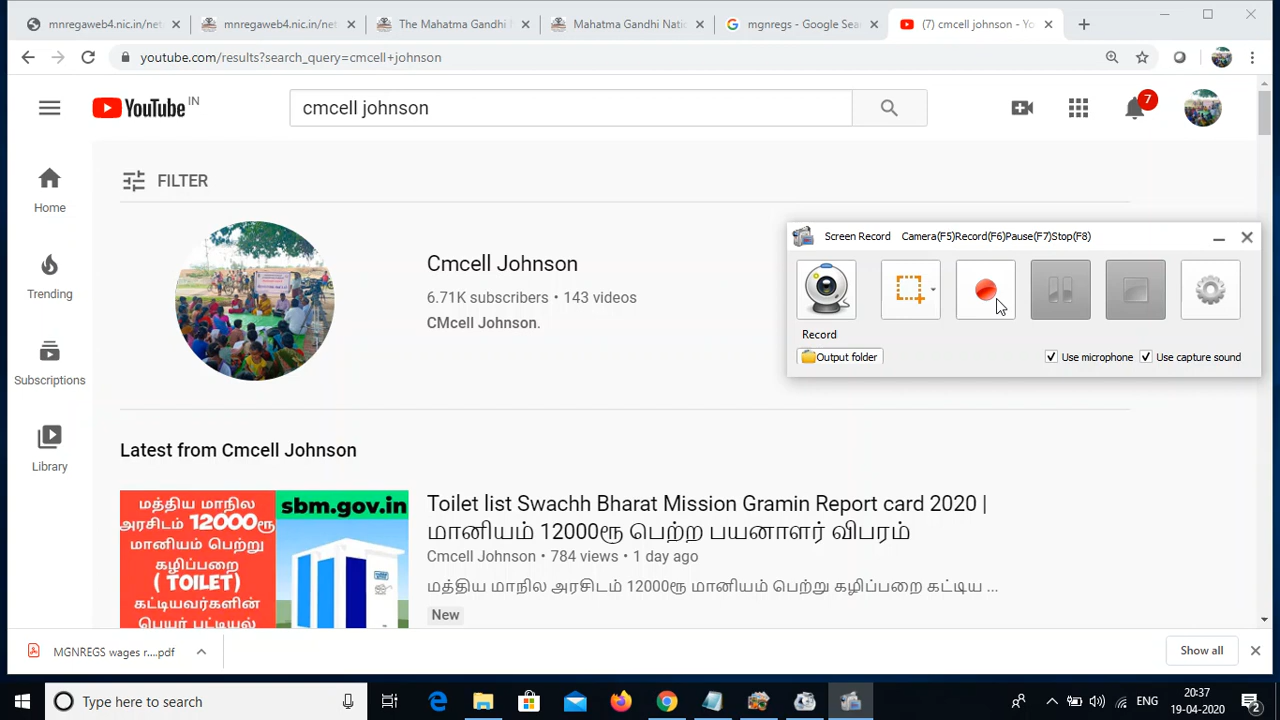 mnregaweb4.nic.in/net
mnregaweb4.nic.in/net
The Mahatma Gandhi
Mahatma Gandhi Nati
mgnregs - Google Sea
(7) cmcell johnson - Yo
youtube.com/results?search_query=cmcell+johnson
YouTube IN
cmcell johnson
7
FILTER
Home
Trending
Subscriptions
Library
Cmcell Johnson
6.71K subscribers • 143 videos
CMcell Johnson.
Screen Record Camera(F5)Record(F6)Pause(F7)Stop(F8)
Record
Output folder
Use microphone
Use capture sound
Latest from Cmcell Johnson
மத்திய மாநில
அரசிடம் 12000ரூ
மானியம் பெற்று
கழிப்பறை
( TOILET)
கட்டியவர்களின்
பெயர் பட்டியல்
sbm.gov.in
Toilet list Swachh Bharat Mission Gramin Report card 2020 |
மானியம் 12000ரூ பெற்ற பயனாளர் விபரம்
Cmcell Johnson • 784 views • 1 day ago
மத்திய மாநில அரசிடம் 12000ரூ மானியம் பெற்று கழிப்பறை கட்டிய ...
New
MGNREGS wages r....pdf
Show all
Type here to search
ENG
20:37
19-04-2020
2